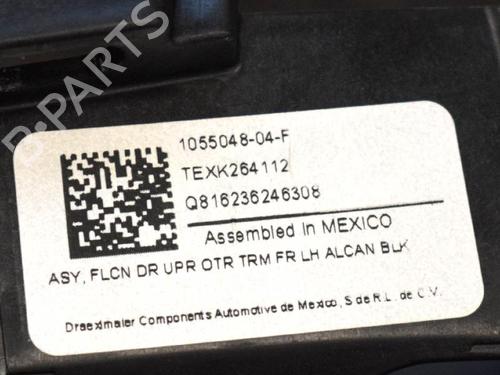 B-PARTS
1055048-04-F
TEXK264112
Q816236246308
Assembled in MEXICO
ASY, FLCN DR UPR OTR TRM FR LH ALCAN BLK
Draexlmaier Components Automotive de Mexico, S de R.L. de C.V.